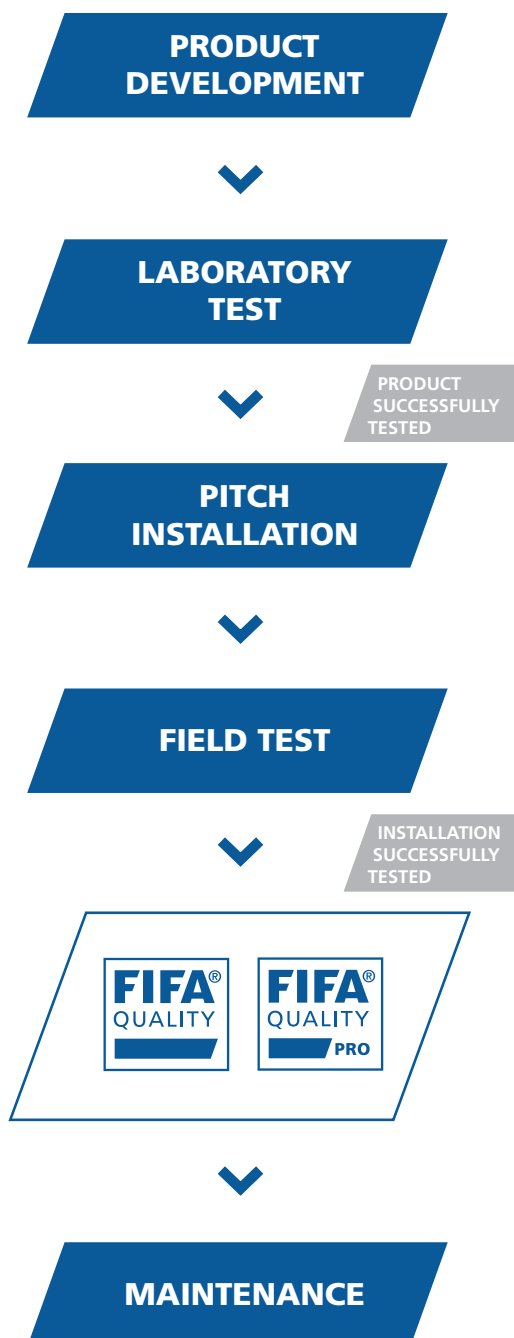 PRODUCT
DEVELOPMENT
LABORATORY
TEST
PRODUCT
SUCCESSFULLY
TESTED
PITCH
INSTALLATION
FIELD TEST
INSTALLATION
SUCCESSFULLY
TESTED
FIFA®
QUALITY
FIFA®
QUALITY
PRO
MAINTENANCE